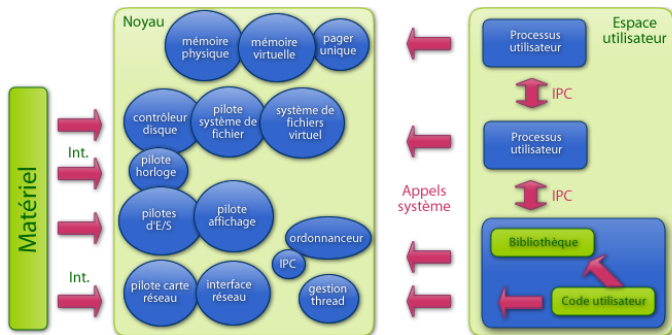 Noyau
mémoire
physique
mémoire
virtuelle
pager
unique
contrôleur
disque
pilote
système de
fichier
système de
fichiers
virtuel
pilote
horloge
pilotes
d'E/S
pilote
affichage
ordonnanceur
IPC
pilote carte
réseau
interface
réseau
gestion
thread
Matériel
Int.
Int.
Appels
système
Espace
utilisateur
Processus
utilisateur
IPC
Processus
utilisateur
IPC
Bibliothèque
Code utilisateur